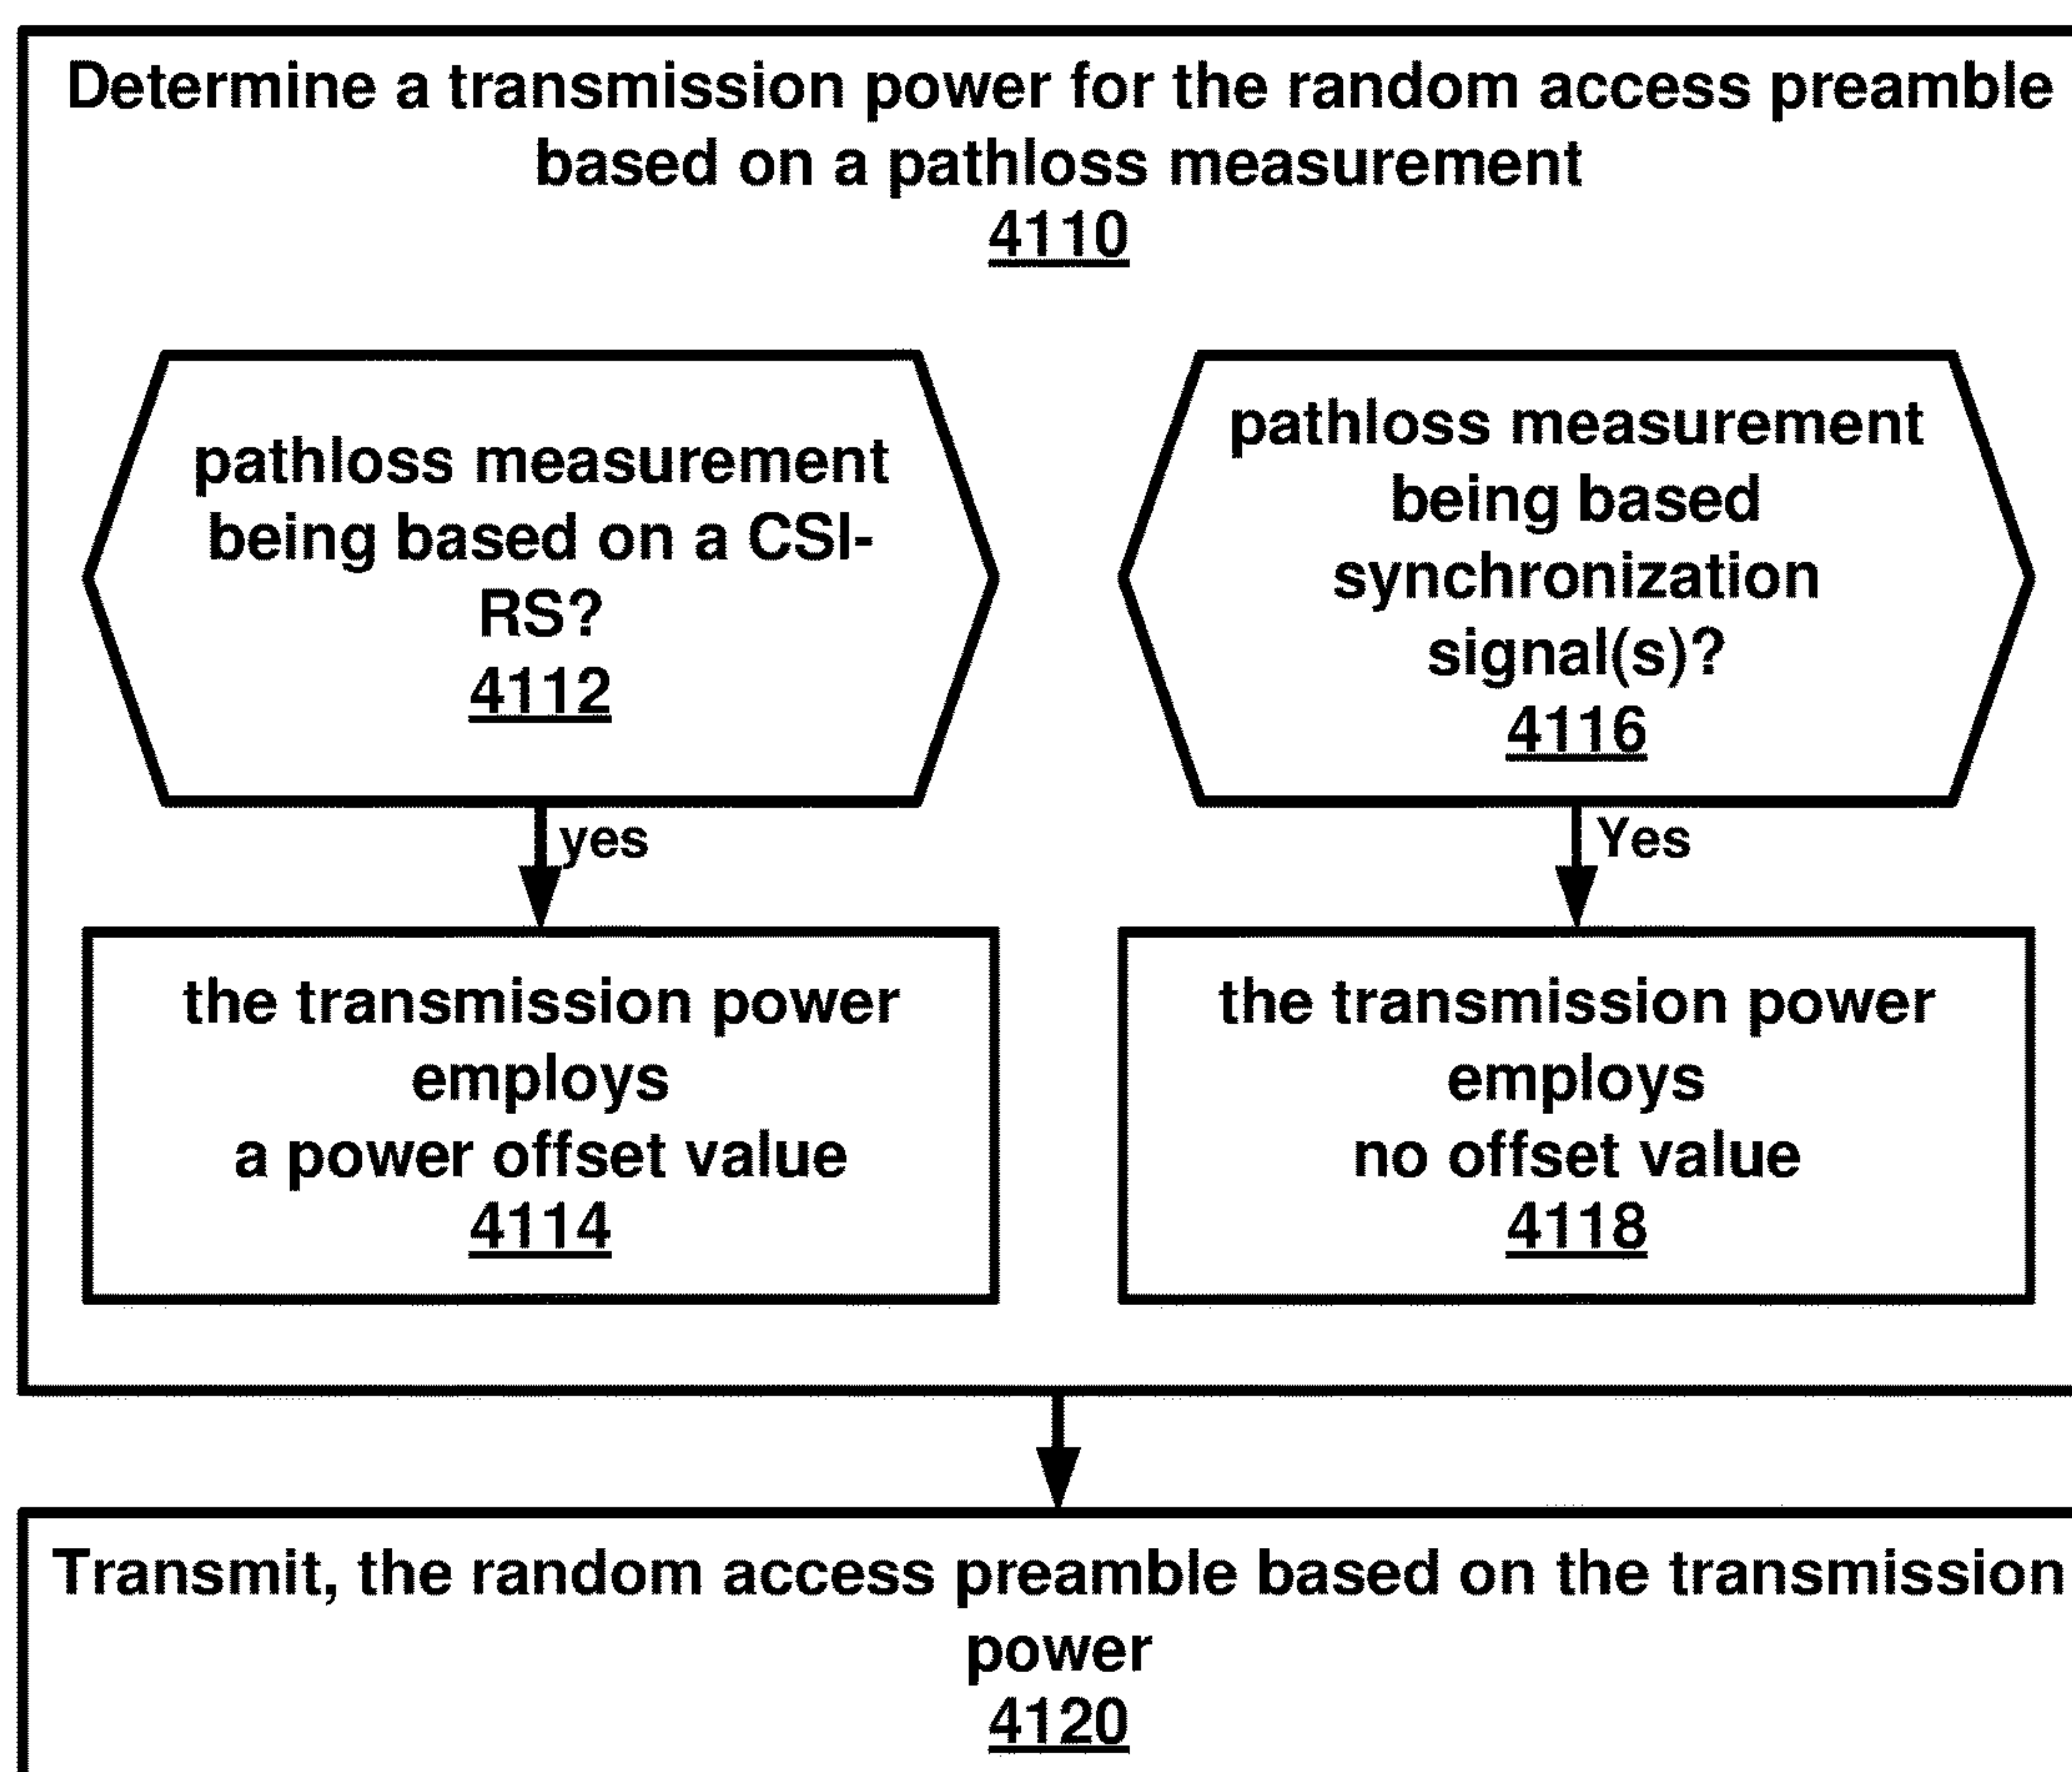 Determine a transmission power for the random access preamble
based on a pathloss measurement
4110
pathloss measurement
being based on a CSI-
RS?
4112
yes
the transmission power
employs
a power offset value
4114
pathloss measurement
being based
synchronization
signal(s)?
4116
Yes
the transmission power
employs
no offset value
4118
Transmit, the random access preamble based on the transmission
power
4120